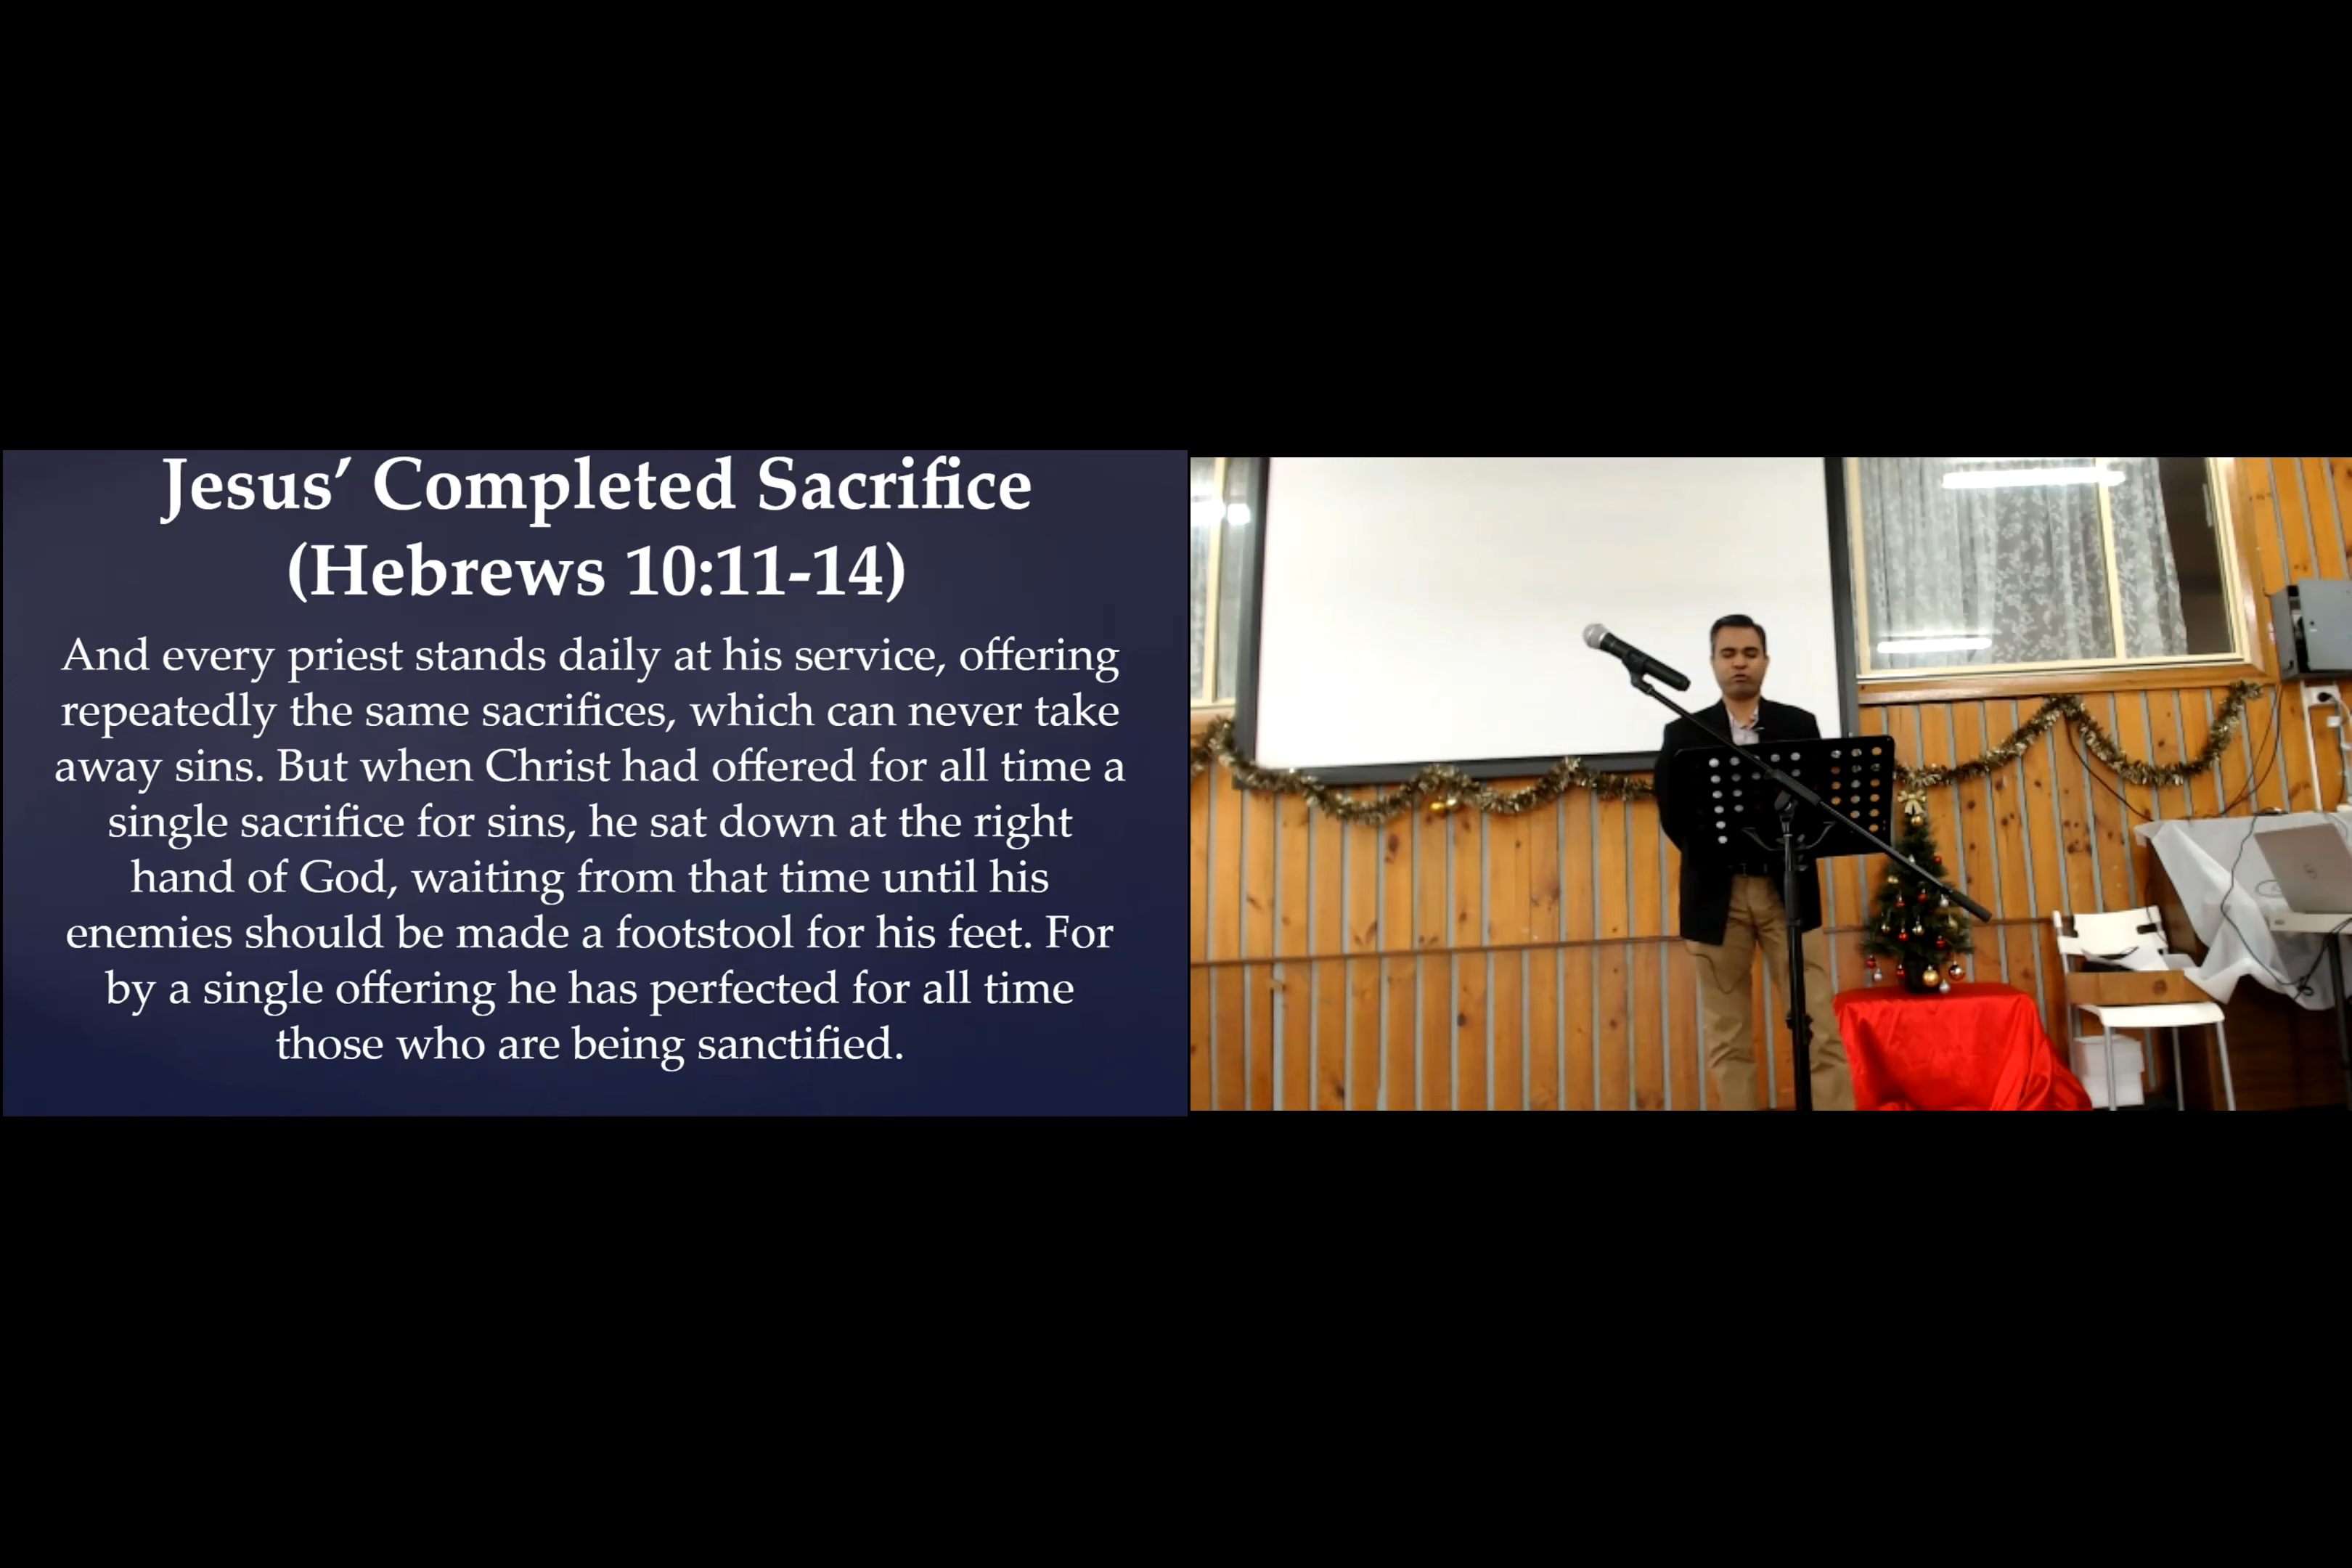 Jesus’ Completed Sacrifice
(Hebrews 10:11-14)
And every priest stands daily at his service, offering
repeatedly the same sacrifices, which can never take
away sins. But when Christ had offered for all time a
single sacrifice for sins, he sat down at the right
hand of God, waiting from that time until his
enemies should be made a footstool for his feet. For
by a single offering he has perfected for all time
those who are being sanctified.